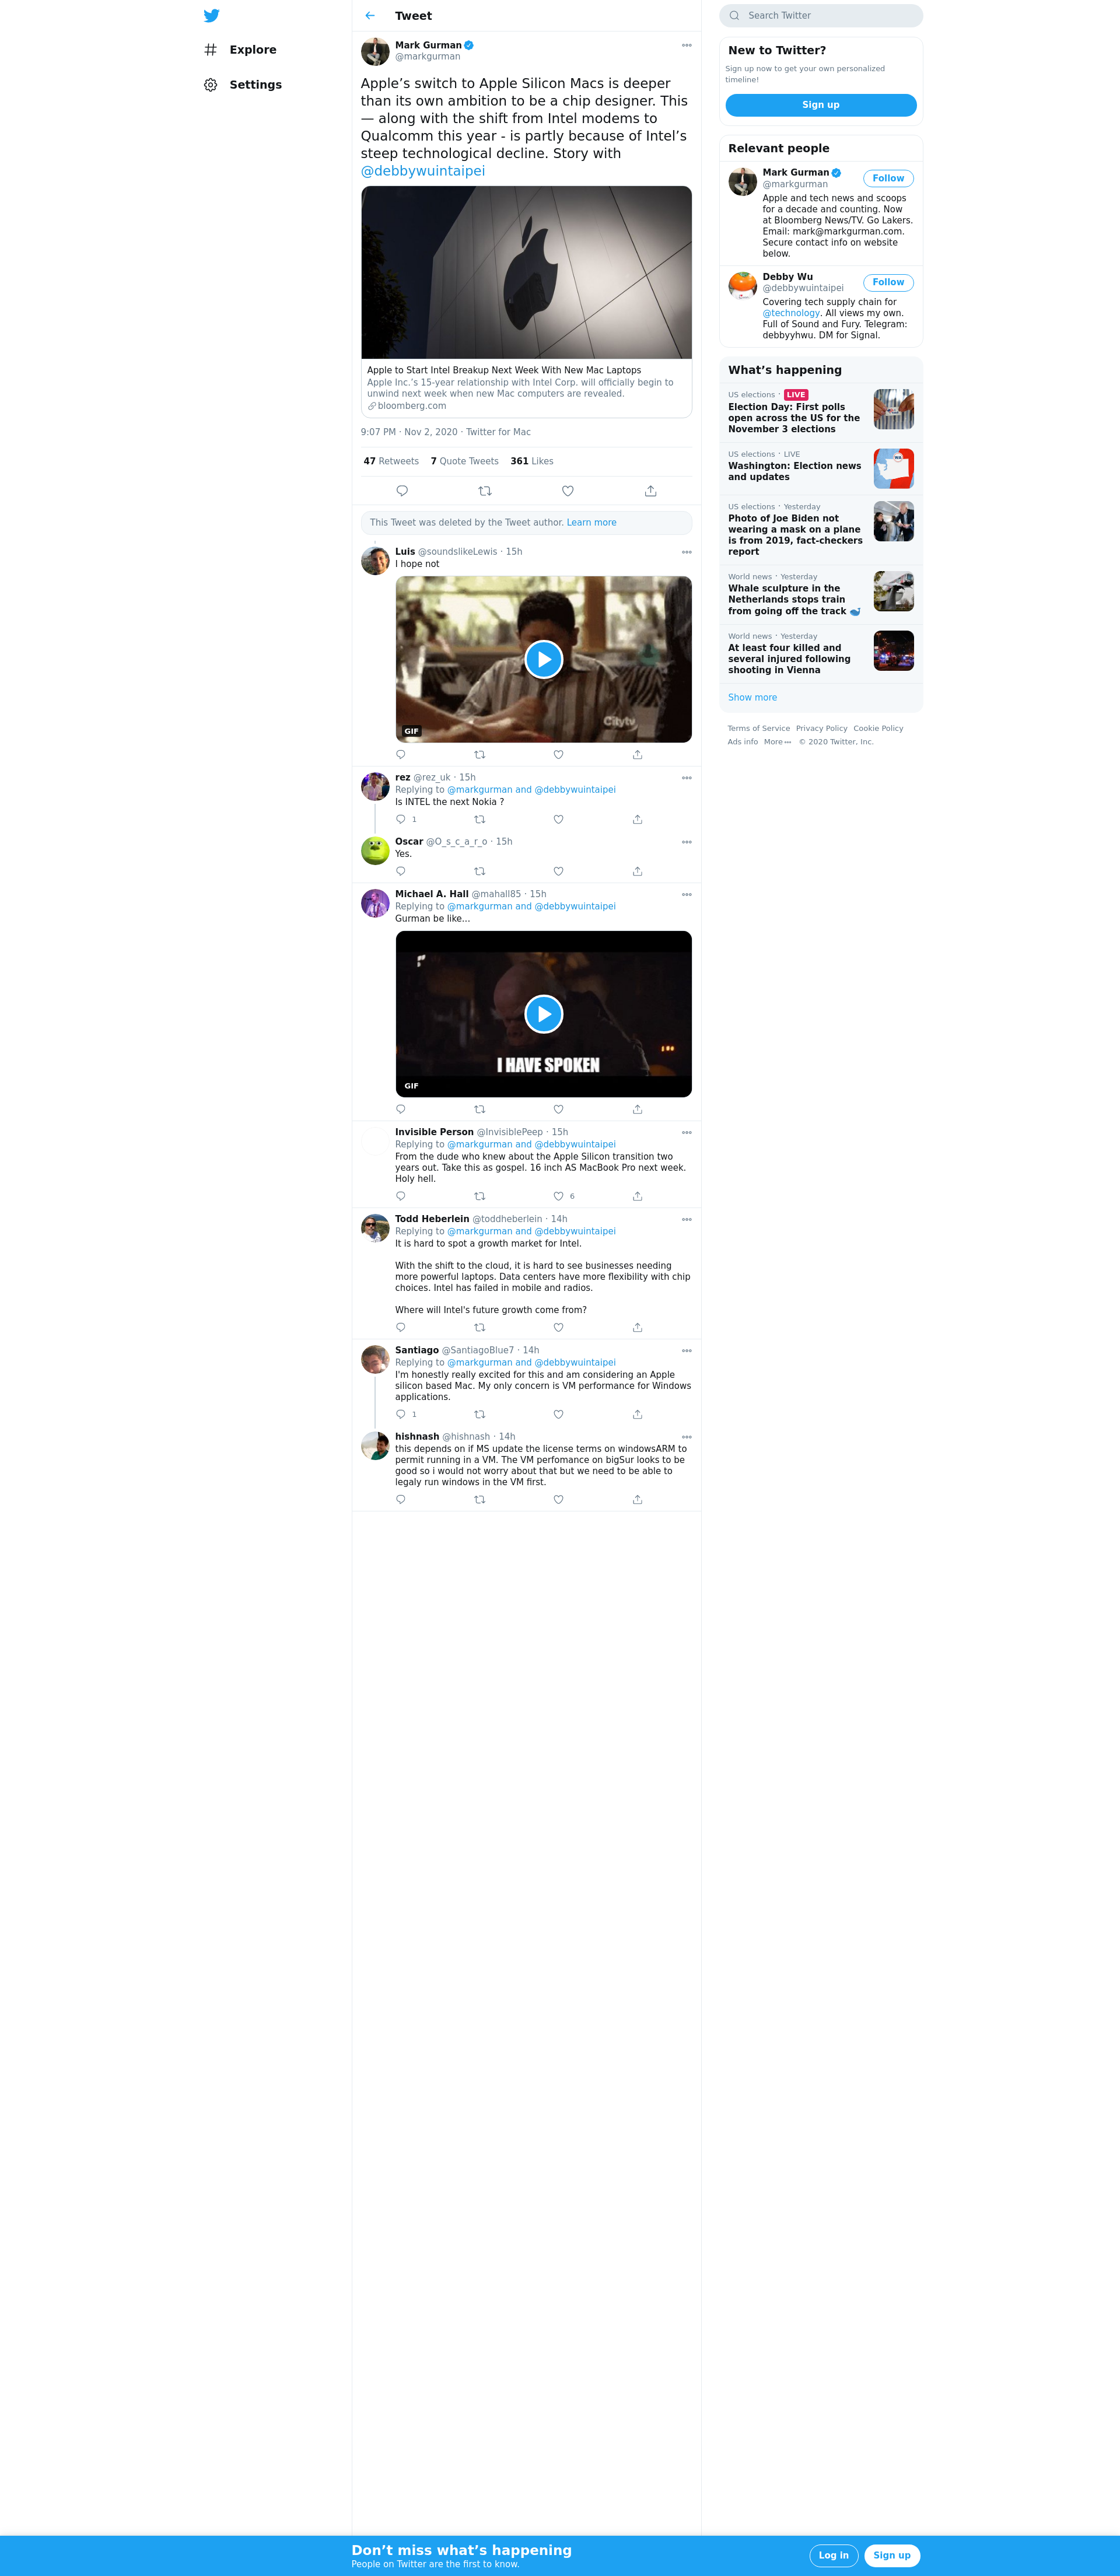 Explore
Settings
Tweet
Mark Gurman
@markgurman
Apple’s switch to Apple Silicon Macs is deeper
than its own ambition to be a chip designer. This
— along with the shift from Intel modems to
Qualcomm this year - is partly because of Intel’s
steep technological decline. Story with
@debbywuintaipei
Apple to Start Intel Breakup Next Week With New Mac Laptops
Apple Inc.’s 15-year relationship with Intel Corp. will officially begin to
unwind next week when new Mac computers are revealed.
bloomberg.com
9:07 PM · Nov 2, 2020 · Twitter for Mac
47 Retweets 7 Quote Tweets 361 Likes
This Tweet was deleted by the Tweet author. Learn more
Luis @soundslikeLewis · 15h
I hope not
Citytv
GIF
rez @rez_uk · 15h
Replying to @markgurman and @debbywuintaipei
Is INTEL the next Nokia ?
1
Oscar @O_s_c_a_r_o · 15h
Yes.
Michael A. Hall @mahall85 · 15h
Replying to @markgurman and @debbywuintaipei
Gurman be like...
I HAVE SPOKEN
GIF
Invisible Person @InvisiblePeep · 15h
Replying to @markgurman and @debbywuintaipei
From the dude who knew about the Apple Silicon transition two
years out. Take this as gospel. 16 inch AS MacBook Pro next week.
Holy hell.
6
Todd Heberlein @toddheberlein · 14h
Replying to @markgurman and @debbywuintaipei
It is hard to spot a growth market for Intel.
With the shift to the cloud, it is hard to see businesses needing
more powerful laptops. Data centers have more flexibility with chip
choices. Intel has failed in mobile and radios.
Where will Intel's future growth come from?
Santiago @SantiagoBlue7 · 14h
Replying to @markgurman and @debbywuintaipei
I'm honestly really excited for this and am considering an Apple
silicon based Mac. My only concern is VM performance for Windows
applications.
1
hishnash @hishnash · 14h
this depends on if MS update the license terms on windowsARM to
permit running in a VM. The VM perfomance on bigSur looks to be
good so i would not worry about that but we need to be able to
legaly run windows in the VM first.
Search Twitter
New to Twitter?
Sign up now to get your own personalized
timeline!
Sign up
Relevant people
Mark Gurman
@markgurman
Follow
Apple and tech news and scoops
for a decade and counting. Now
at Bloomberg News/TV. Go Lakers.
Email: mark@markgurman.com.
Secure contact info on website
below.
Debby Wu
@debbywuintaipei
Follow
Covering tech supply chain for
@technology. All views my own.
Full of Sound and Fury. Telegram:
debbyyhwu. DM for Signal.
What’s happening
US elections · LIVE
Election Day: First polls
open across the US for the
November 3 elections
US elections · LIVE
Washington: Election news
and updates
US elections · Yesterday
Photo of Joe Biden not
wearing a mask on a plane
is from 2019, fact-checkers
report
World news · Yesterday
Whale sculpture in the
Netherlands stops train
from going off the track
World news · Yesterday
At least four killed and
several injured following
shooting in Vienna
Show more
Terms of Service Privacy Policy Cookie Policy
Ads info More © 2020 Twitter, Inc.
Don’t miss what’s happening
People on Twitter are the first to know.
Log in
Sign up